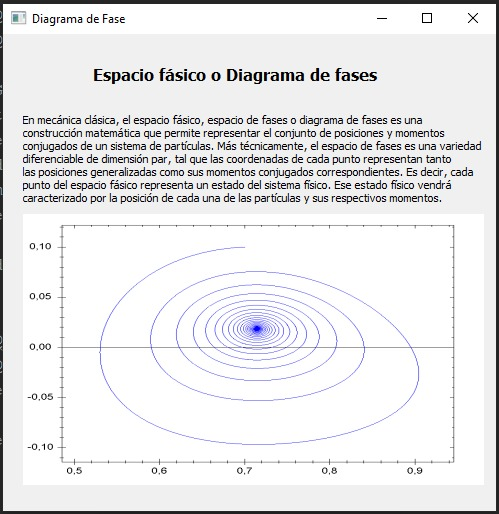 Diagrama de Fase
Espacio fásico o Diagrama de fases
En mecánica clásica, el espacio fásico, espacio de fases o diagrama de fases es una
construcción matemática que permite representar el conjunto de posiciones y momentos
conjugados de un sistema de partículas. Más técnicamente, el espacio de fases es una variedad
diferenciable de dimensión par, tal que las coordenadas de cada punto representan tanto
las posiciones generalizadas como sus momentos conjugados correspondientes. Es decir, cada
punto del espacio fásico representa un estado del sistema físico. Ese estado físico vendrá
caracterizado por la posición de cada una de las partículas y sus respectivos momentos.
0,10
0,05
0,00
-0,05
-0,10
0,5 0,6 0,7 0,8 0,9